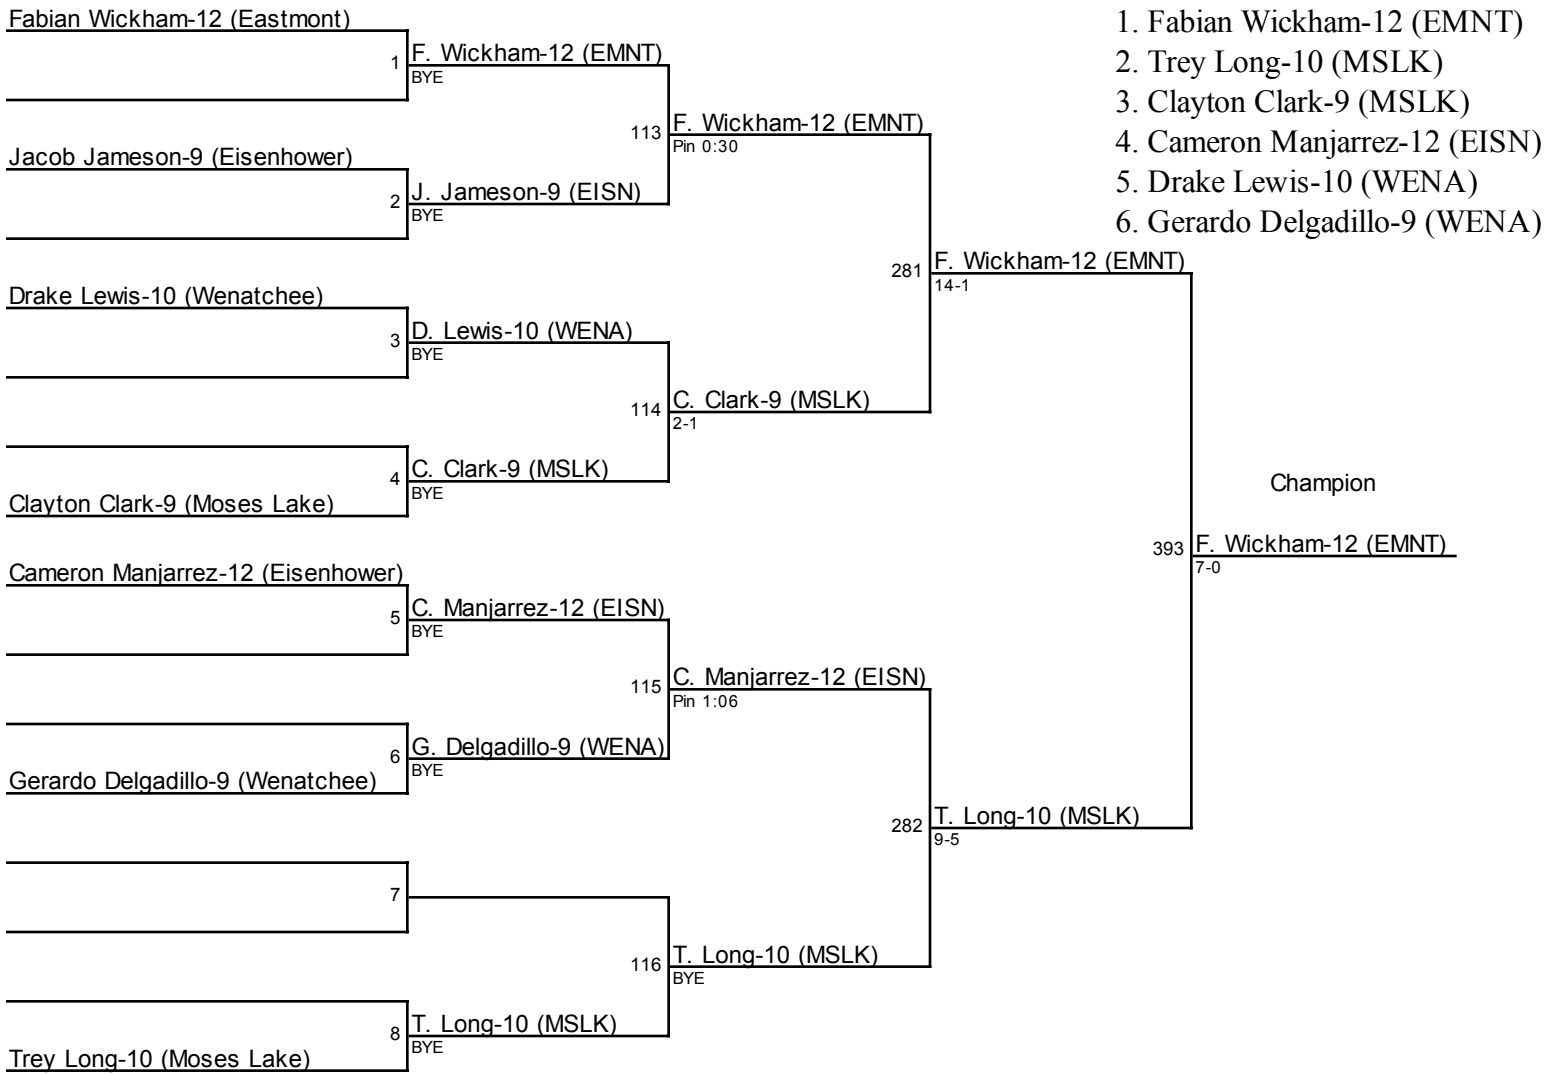 Fabian Wickham-12 (Eastmont)
1
F. Wickham-12 (EMNT)
BYE
113
F. Wickham-12 (EMNT)
Pin 0:30
Jacob Jameson-9 (Eisenhower)
2
J. Jameson-9 (EISN)
BYE
281
F. Wickham-12 (EMNT)
14-1
Drake Lewis-10 (Wenatchee)
3
D. Lewis-10 (WENA)
BYE
114
C. Clark-9 (MSLK)
2-1
4
C. Clark-9 (MSLK)
BYE
Clayton Clark-9 (Moses Lake)
Champion
393
F. Wickham-12 (EMNT)
7-0
Cameron Manjarrez-12 (Eisenhower)
5
C. Manjarrez-12 (EISN)
BYE
115
C. Manjarrez-12 (EISN)
Pin 1:06
6
G. Delgadillo-9 (WENA)
BYE
Gerardo Delgadillo-9 (Wenatchee)
282
T. Long-10 (MSLK)
9-5
7
116
T. Long-10 (MSLK)
BYE
8
T. Long-10 (MSLK)
BYE
Trey Long-10 (Moses Lake)
1. Fabian Wickham-12 (EMNT)
2. Trey Long-10 (MSLK)
3. Clayton Clark-9 (MSLK)
4. Cameron Manjarrez-12 (EISN)
5. Drake Lewis-10 (WENA)
6. Gerardo Delgadillo-9 (WENA)